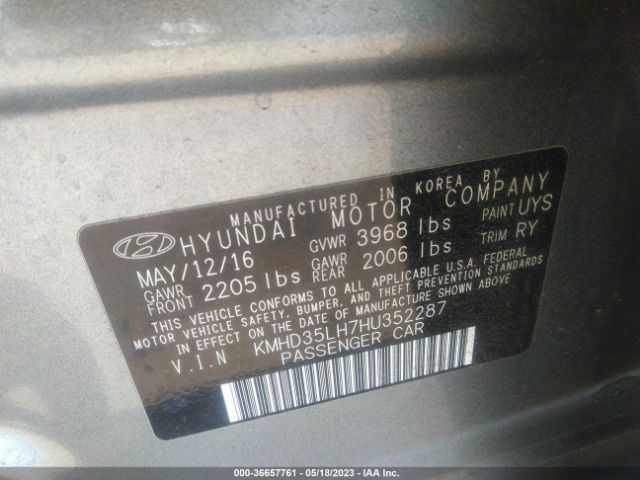 MANUFACTURED IN KOREA BY
HYUNDAI MOTOR COMPANY
MAY/12/16 GVWR 3968 lbs PAINT UYS
GAWR FRONT 2205 lbs GAWR REAR 2006 lbs TRIM RY
THIS VEHICLE CONFORMS TO ALL APPLICABLE U.S.A. FEDERAL
MOTOR VEHICLE SAFETY, BUMPER, AND THEFT PREVENTION STANDARDS
IN EFFECT ON THE DATE OF MANUFACTURE SHOWN ABOVE.
V.I.N KMHD35LH7HU352287
PASSENGER CAR
000-36657761 - 05/18/2023 - IAA Inc.